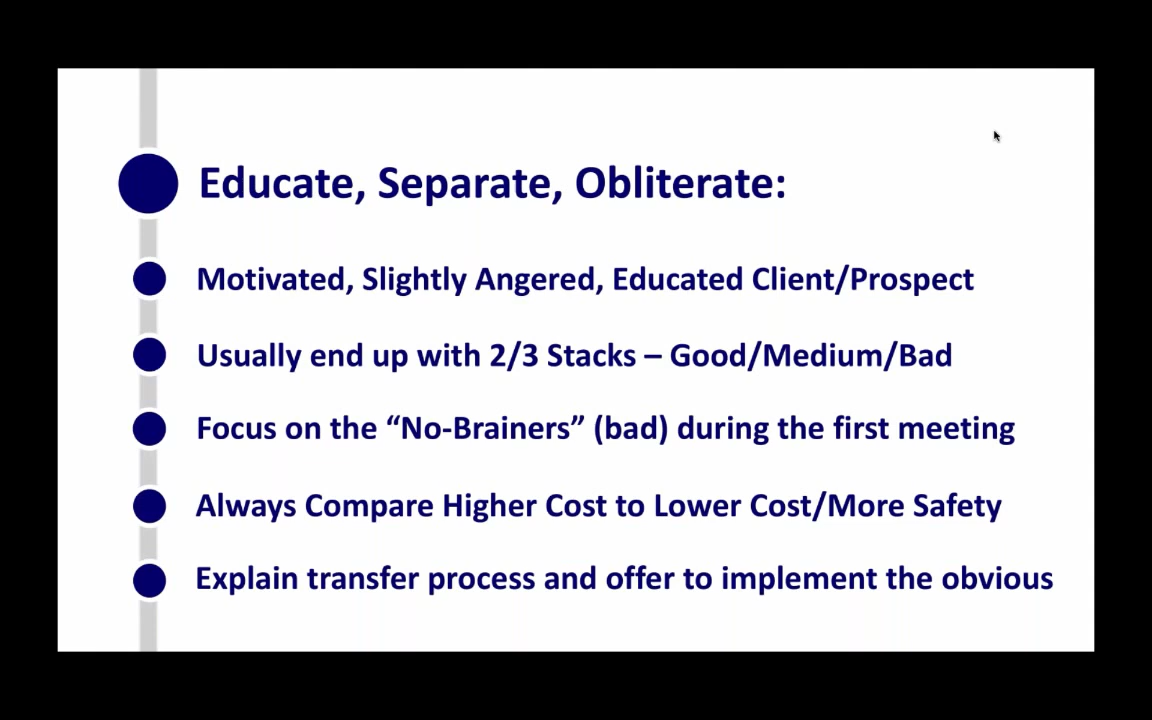 Educate, Separate, Obliterate:
Motivated, Slightly Angered, Educated Client/Prospect
Usually end up with 2/3 Stacks – Good/Medium/Bad
Focus on the “No-Brainers” (bad) during the first meeting
Always Compare Higher Cost to Lower Cost/More Safety
Explain transfer process and offer to implement the obvious